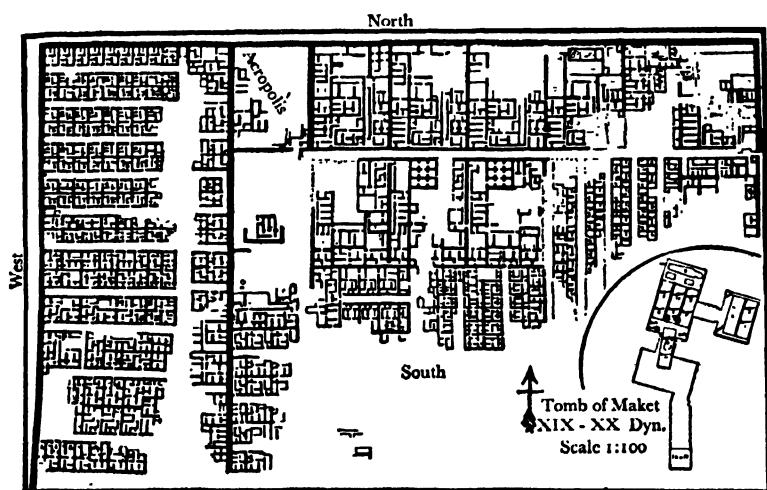 North
Acropolis
West
South
Tomb of Maket
XIX - XX Dyn.
Scale 1:100